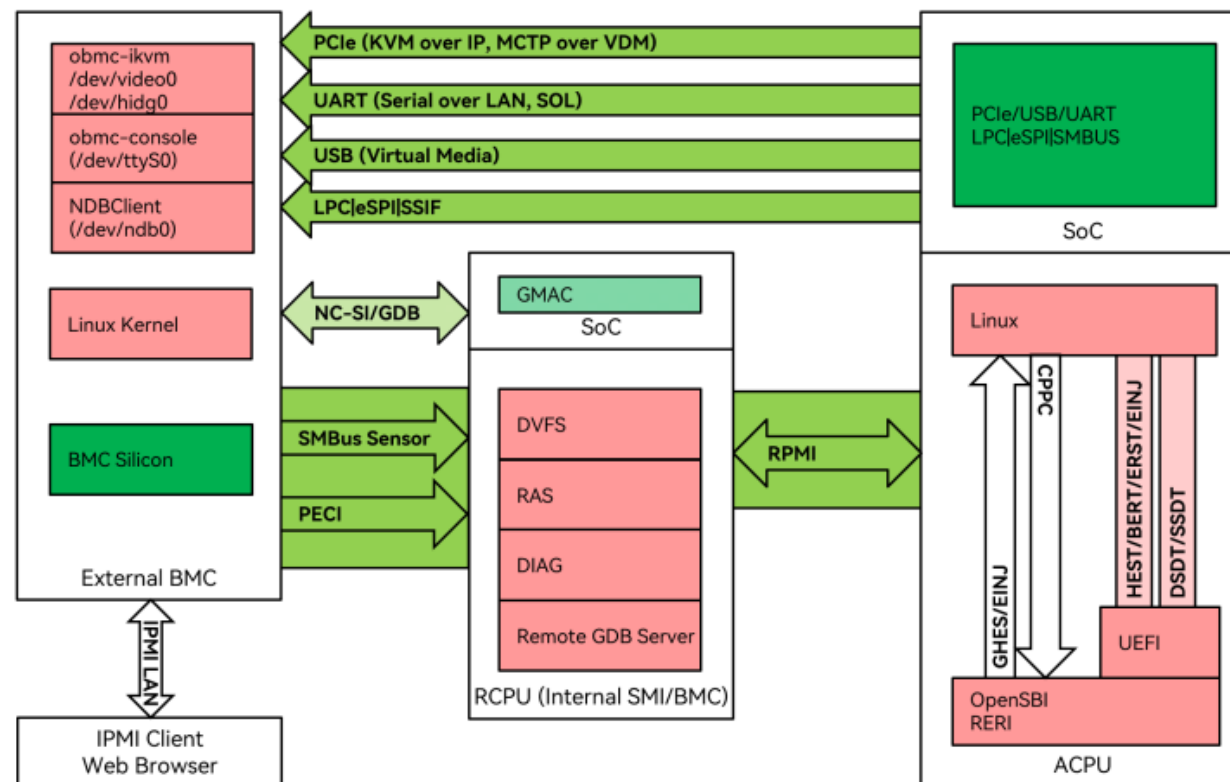 obmc-ikvm
/dev/video0
/dev/hidg0
obmc-console
(/dev/ttyS0)
NDBClient
(/dev/ndb0)
Linux Kernel
BMC Silicon
External BMC
IPMI LAN
IPMI Client
Web Browser
PCIe (KVM over IP, MCTP over VDM)
UART (Serial over LAN, SOL)
USB (Virtual Media)
LPC|eSPI|SSIF
NC-SI/GDB
SMBus Sensor
PECI
GMAC
SoC
DVFS
RAS
DIAG
Remote GDB Server
RCPU (Internal SMI/BMC)
RPMI
PCIe/USB/UART
LPC|eSPI|SMBUS
SoC
Linux
GHES/EINJ
CPPC
HEST/BERT/ERST/EINJ
DSDT/SSDT
UEFI
OpenSBI
RERI
ACPU